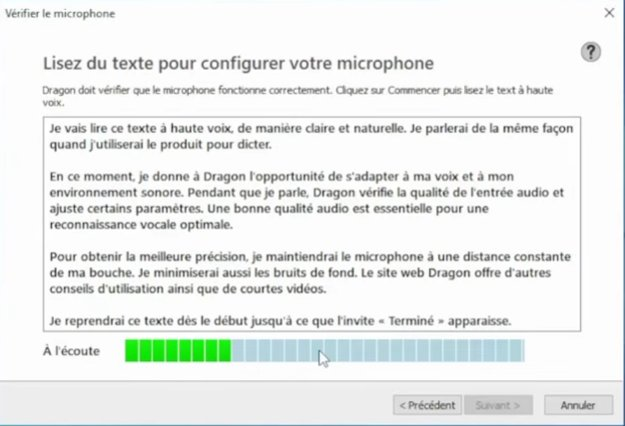 Vérifier le microphone
Lisez du texte pour configurer votre microphone
?
Dragon doit vérifier que le microphone fonctionne correctement. Cliquez sur Commencer puis lisez le text à haute
voix.
Je vais lire ce texte à haute voix, de manière claire et naturelle. Je parlerai de la même façon
quand j'utiliserai le produit pour dicter.
En ce moment, je donne à Dragon l'opportunité de s'adapter à ma voix et à mon
environnement sonore. Pendant que je parle, Dragon vérifie la qualité de l'entrée audio et
ajuste certains paramètres. Une bonne qualité audio est essentielle pour une
reconnaissance vocale optimale.
Pour obtenir la meilleure précision, je maintiendrai le microphone à une distance constante
de ma bouche. Je minimiserai aussi les bruits de fond. Le site web Dragon offre d'autres
conseils d'utilisation ainsi que de courtes vidéos.
Je reprendrai ce texte dès le début jusqu'à ce que l'invite « Terminé » apparaisse.
À l'écoute
< Précédent
Suivant >
Annuler